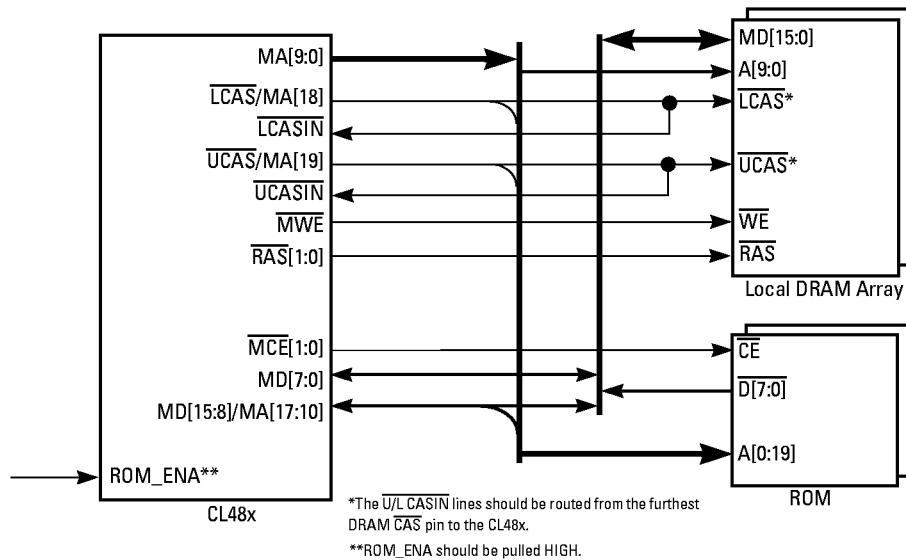 MA[9:0]
LCAS/MA[18]
LCASIN
UCAS/MA[19]
UCASIN
MWE
RAS[1:0]
MCE[1:0]
MD[7:0]
MD[15:8]/MA[17:10]
ROM_ENA**
CL48x
MD[15:0]
A[9:0]
LCAS*
UCAS*
WE
RAS
Local DRAM Array
CE
D[7:0]
A[0:19]
ROM
*The U/L CASIN lines should be routed from the furthest
DRAM CAS pin to the CL48x.
**ROM_ENA should be pulled HIGH.